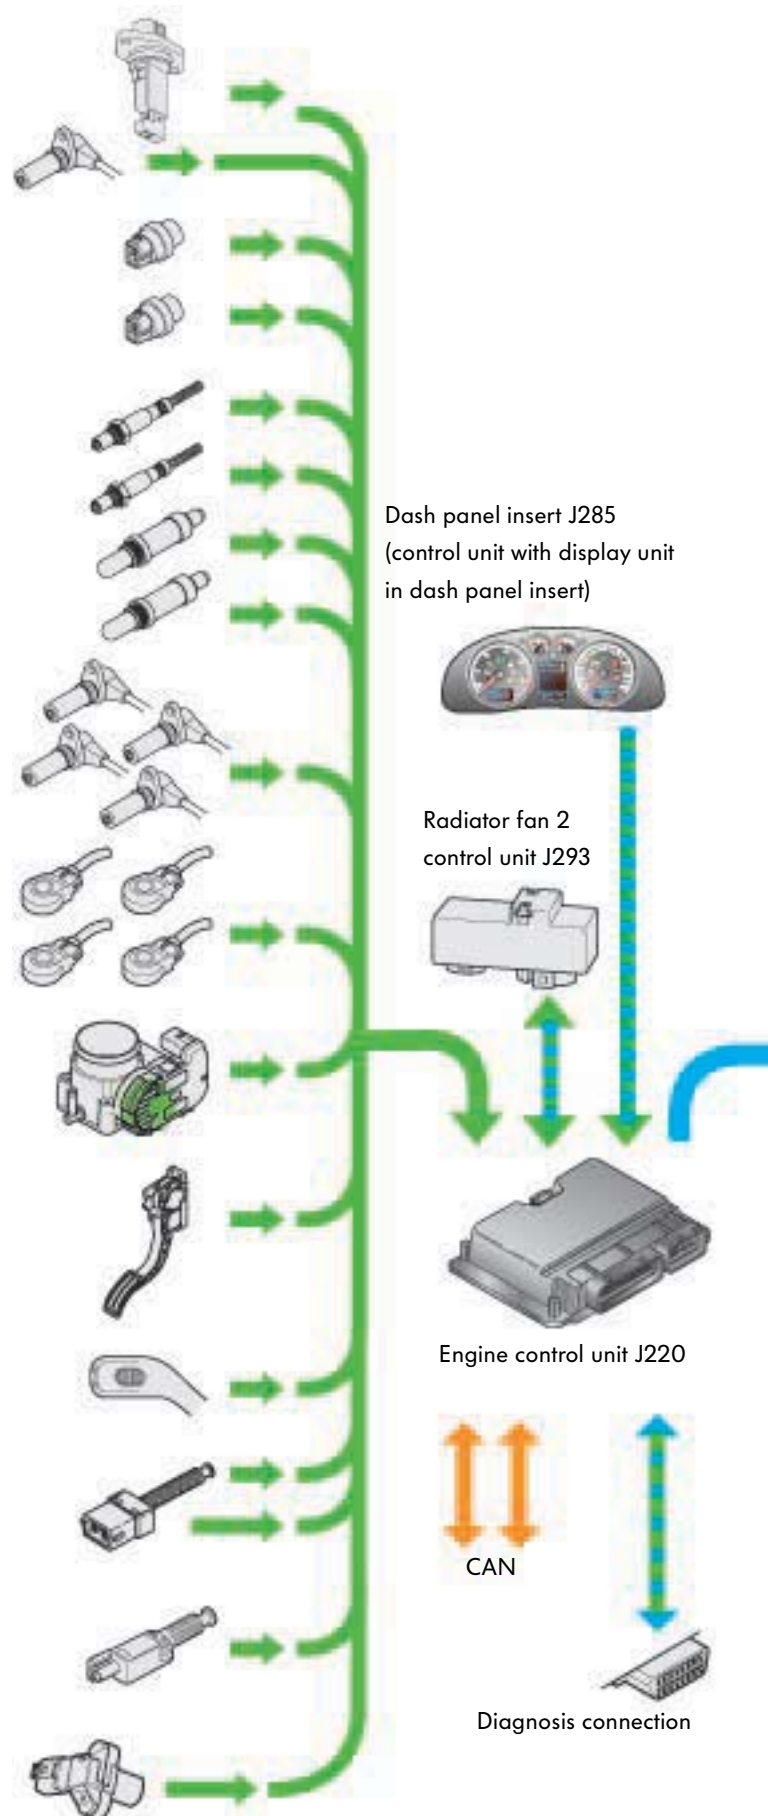 Dash panel insert J285
(control unit with display unit
in dash panel insert)
Radiator fan 2
control unit J293
Engine control unit J220
CAN
Diagnosis connection